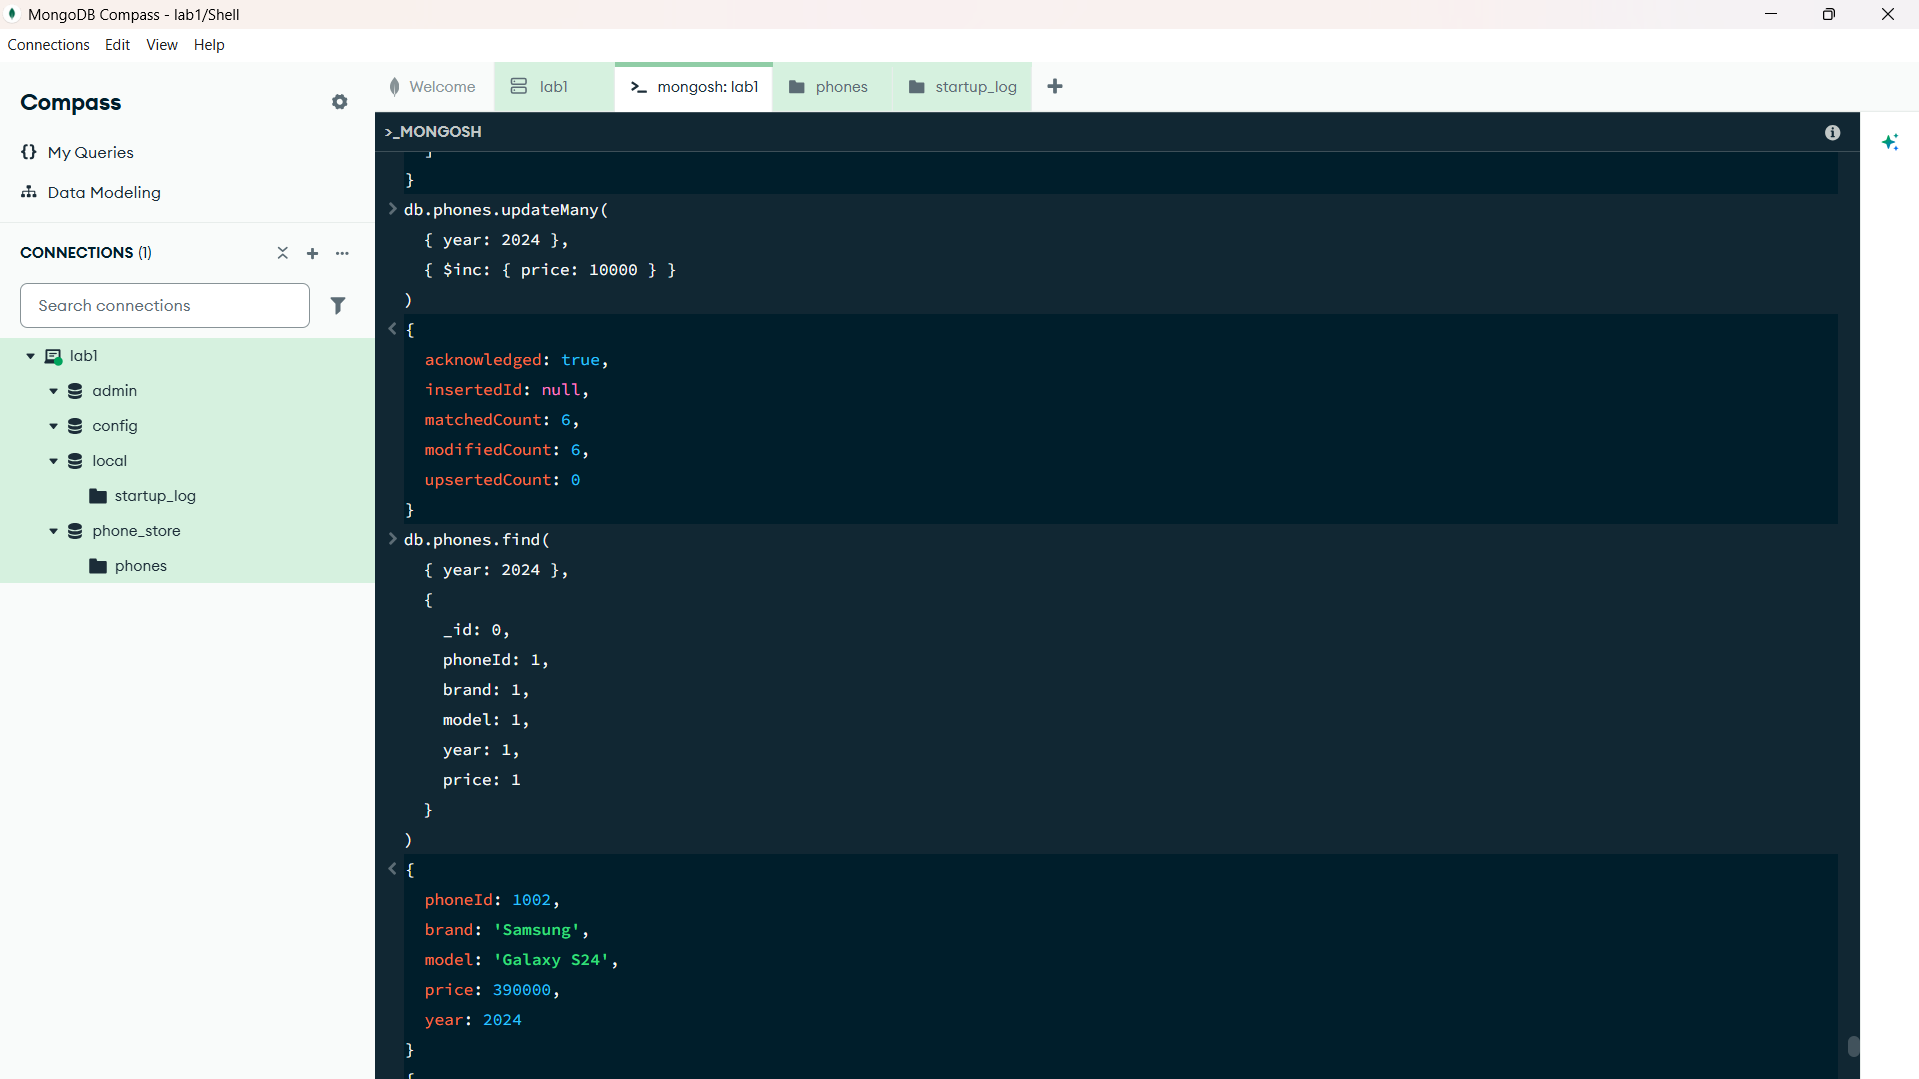 MongoDB Compass - lab1/Shell
Connections Edit View Help
Compass
My Queries
Data Modeling
CONNECTIONS (1)
Search connections
lab1
admin
config
local
startup_log
phone_store
phones
Welcome
lab1
>_ mongosh: lab1
phones
startup_log
>_MONGOSH
}
db.phones.updateMany(
{ year: 2024 },
{ $inc: { price: 10000 } }
)
{
acknowledged: true,
insertedId: null,
matchedCount: 6,
modifiedCount: 6,
upsertedCount: 0
}
db.phones.find(
{ year: 2024 },
{
_id: 0,
phoneId: 1,
brand: 1,
model: 1,
year: 1,
price: 1
}
)
{
phoneId: 1002,
brand: 'Samsung',
model: 'Galaxy S24',
price: 390000,
year: 2024
}
{